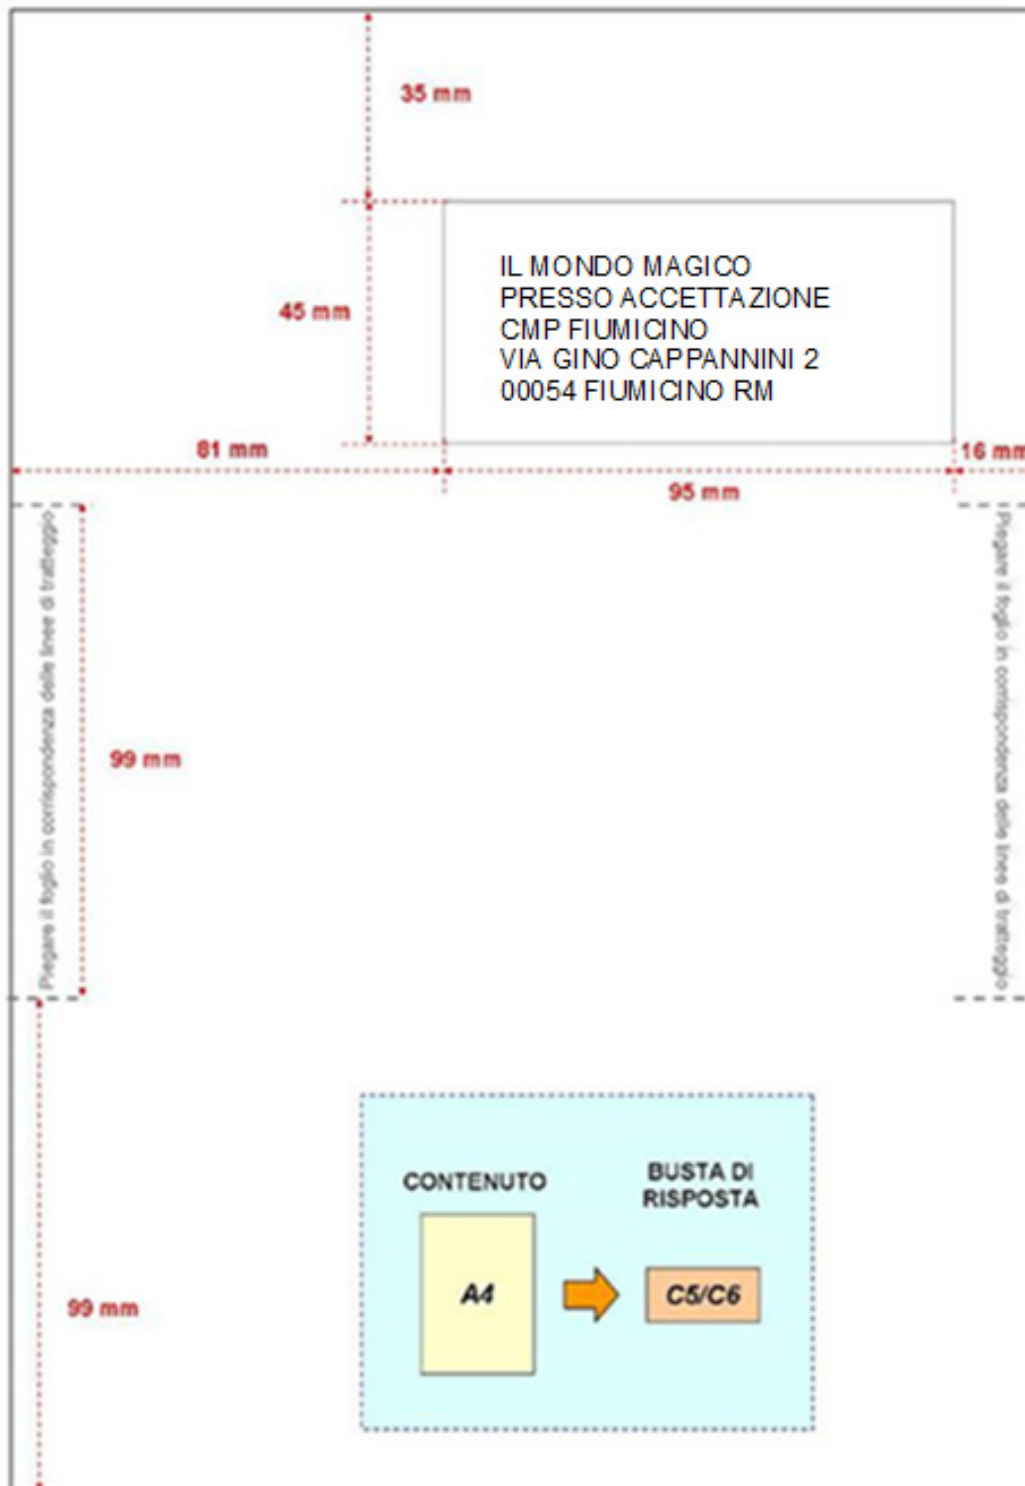 35 mm
IL MONDO MAGICO
PRESSO ACCETTAZIONE
CMP FIUMICINO
VIA GINO CAPPANNINI 2
00054 FIUMICINO RM
45 mm
81 mm
16 mm
95 mm
Piegare il foglio in corrispondenza delle linee di tratteggio
Piegare il foglio in corrispondenza delle linee di tratteggio
99 mm
CONTENUTO
BUSTA DI
RISPOSTA
A4
C5/C6
99 mm